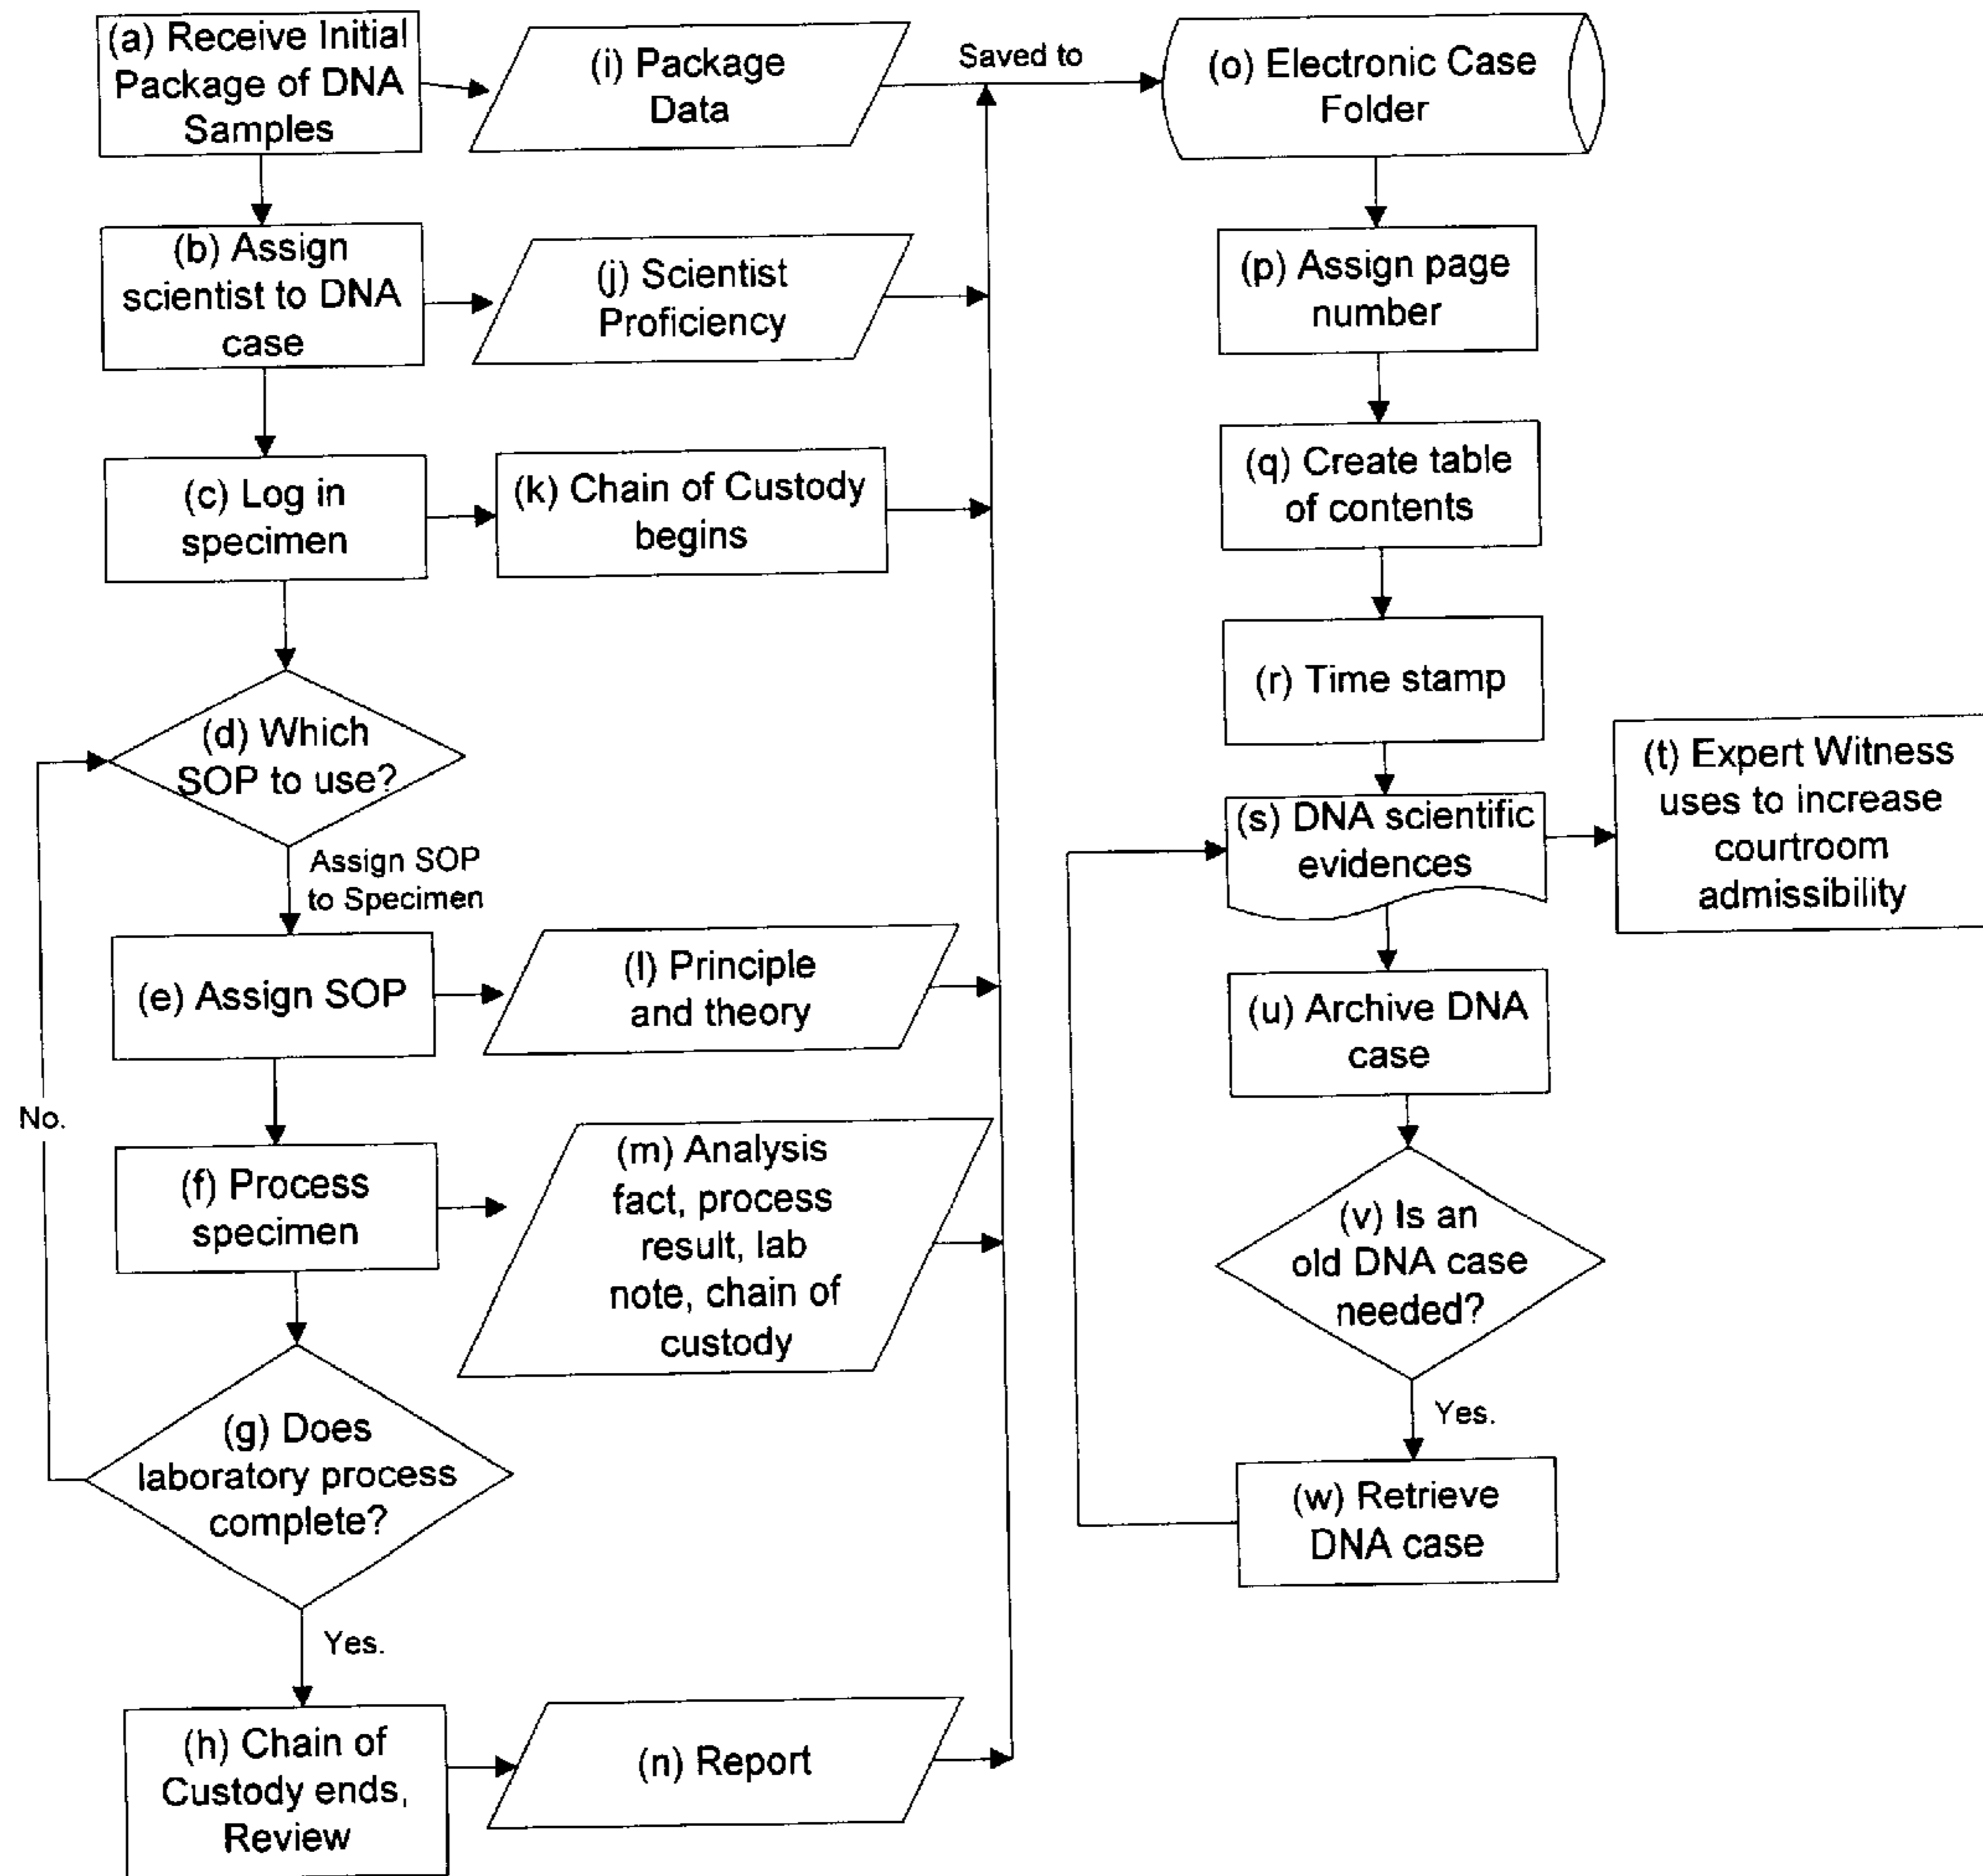 (a) Receive Initial
Package of DNA
Samples
(i) Package
Data
Saved to
(o) Electronic Case
Folder
(b) Assign
scientist to DNA
case
(j) Scientist
Proficiency
(p) Assign page
number
(c) Log in
specimen
(k) Chain of Custody
begins
(q) Create table
of contents
(d) Which
SOP to use?
Assign SOP
to Specimen
(r) Time stamp
(s) DNA scientific
evidences
(t) Expert Witness
uses to increase
courtroom
admissibility
(e) Assign SOP
(l) Principle
and theory
(u) Archive DNA
case
No.
(f) Process
specimen
(m) Analysis
fact, process
result, lab
note, chain of
custody
(v) Is an
old DNA case
needed?
Yes.
(g) Does
laboratory process
complete?
(w) Retrieve
DNA case
Yes.
(h) Chain of
Custody ends,
Review
(n) Report